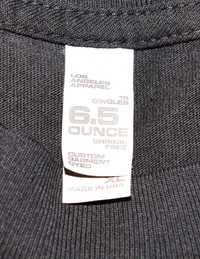 LOS
ANGELES
APPAREL
18
SINGLES
6.5
OUNCE
SHRINK
FREE
CUSTOM
GARMENT
DYED
XL
MADE IN USA